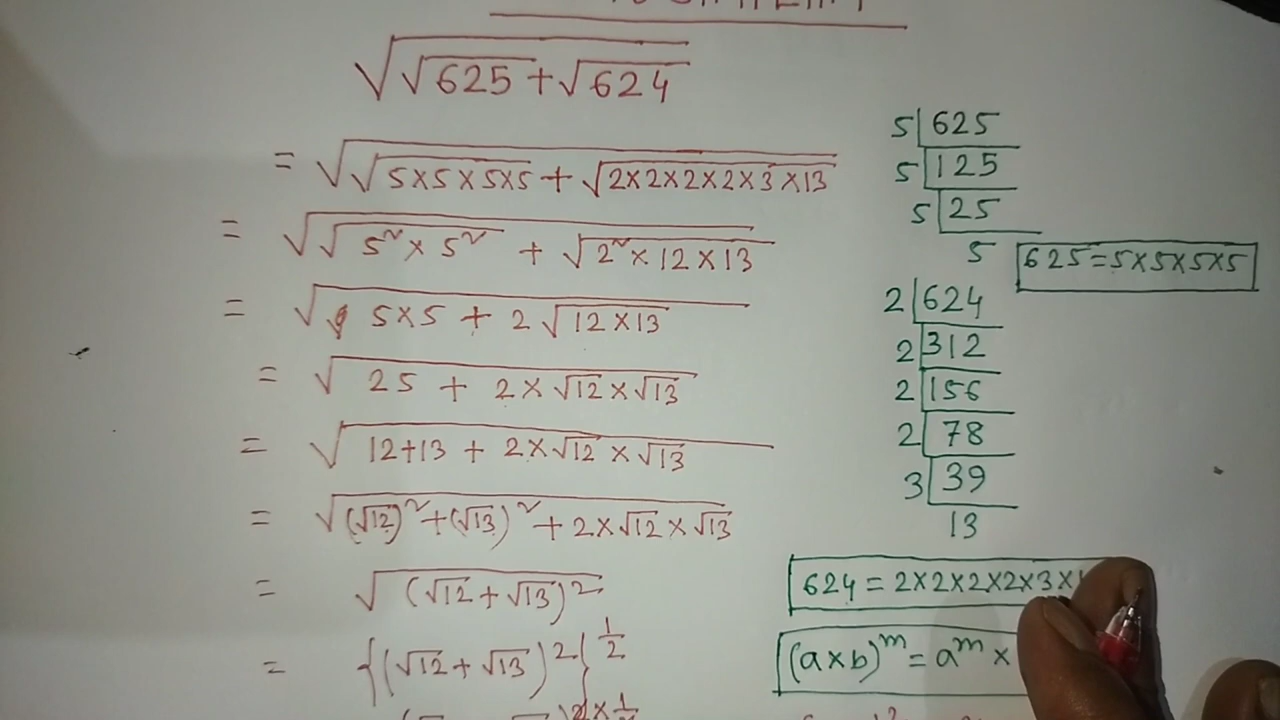 √(√625 + √624)
= √(√(5×5×5×5) + √(2×2×2×2×3×13))
= √(√(5²×5²) + √(2²×12×13))
= √(5×5 + 2√(12×13))
= √(25 + 2×√12×√13)
= √(12+13 + 2×√12×√13)
= √((√12)²+(√13)²+2×√12×√13)
= √((√12+√13)²)
= {(√12+√13)²}^(1/2)
5|625
5|125
5|25
5
625=5×5×5×5
2|624
2|312
2|156
2|78
3|39
13
624=2×2×2×2×3×
(a×b)^m=a^m×